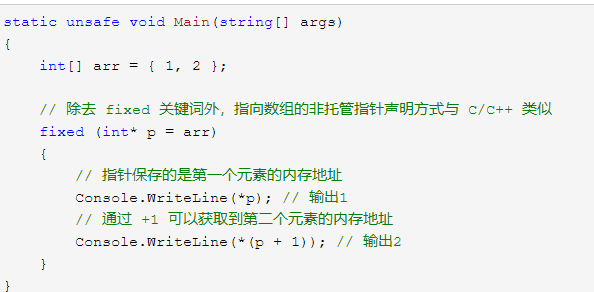 static unsafe void Main(string[] args)
{
    int[] arr = { 1, 2 };
    // 除去 fixed 关键词外，指向数组的非托管指针声明方式与 C/C++ 类似
    fixed (int* p = arr)
    {
        // 指针保存的是第一个元素的内存地址
        Console.WriteLine(*p); // 输出1
        // 通过 +1 可以获取到第二个元素的内存地址
        Console.WriteLine(*(p + 1)); // 输出2
    }
}